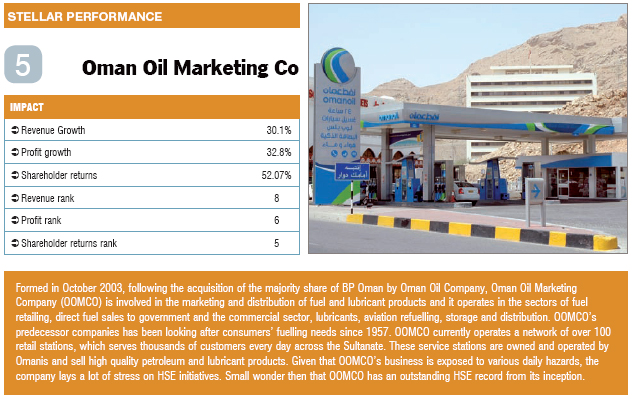 STELLAR PERFORMANCE
5
Oman Oil Marketing Co
IMPACT
Revenue Growth 30.1%
Profit growth 32.8%
Shareholder returns 52.07%
Revenue rank 8
Profit rank 6
Shareholder returns rank 5
omanoil
Formed in October 2003, following the acquisition of the majority share of BP Oman by Oman Oil Company, Oman Oil Marketing
Company (OOMCO) is involved in the marketing and distribution of fuel and lubricant products and it operates in the sectors of fuel
retailing, direct fuel sales to government and the commercial sector, lubricants, aviation refuelling, storage and distribution. OOMCO's
predecessor companies has been looking after consumers' fuelling needs since 1957. OOMCO currently operates a network of over 100
retail stations, which serves thousands of customers every day across the Sultanate. These service stations are owned and operated by
Omanis and sell high quality petroleum and lubricant products. Given that OOMCO's business is exposed to various daily hazards, the
company lays a lot of stress on HSE initiatives. Small wonder then that OOMCO has an outstanding HSE record from its inception.